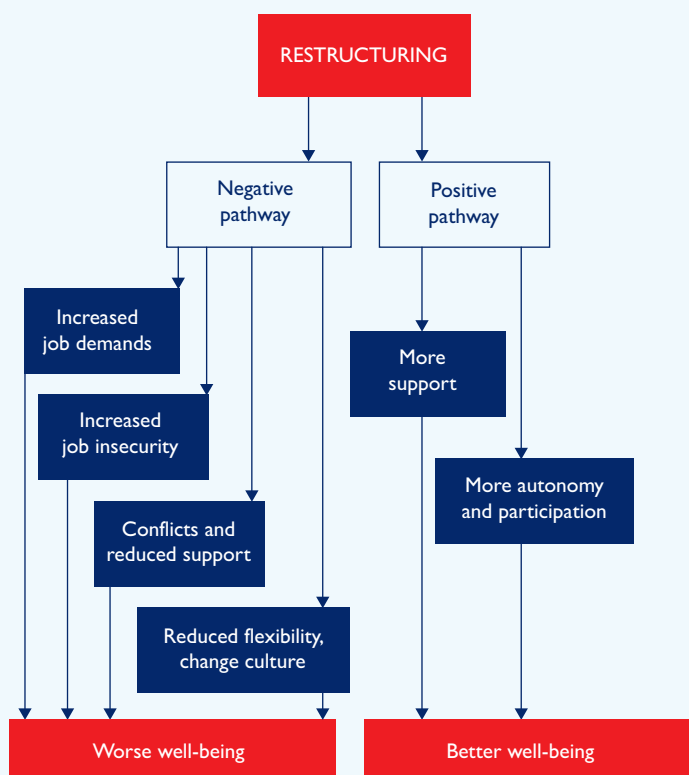 RESTRUCTURING
Negative
pathway
Positive
pathway
Increased
job demands
More
support
Increased
job insecurity
More autonomy
and participation
Conflicts and
reduced support
Reduced flexibility,
change culture
Worse well-being
Better well-being